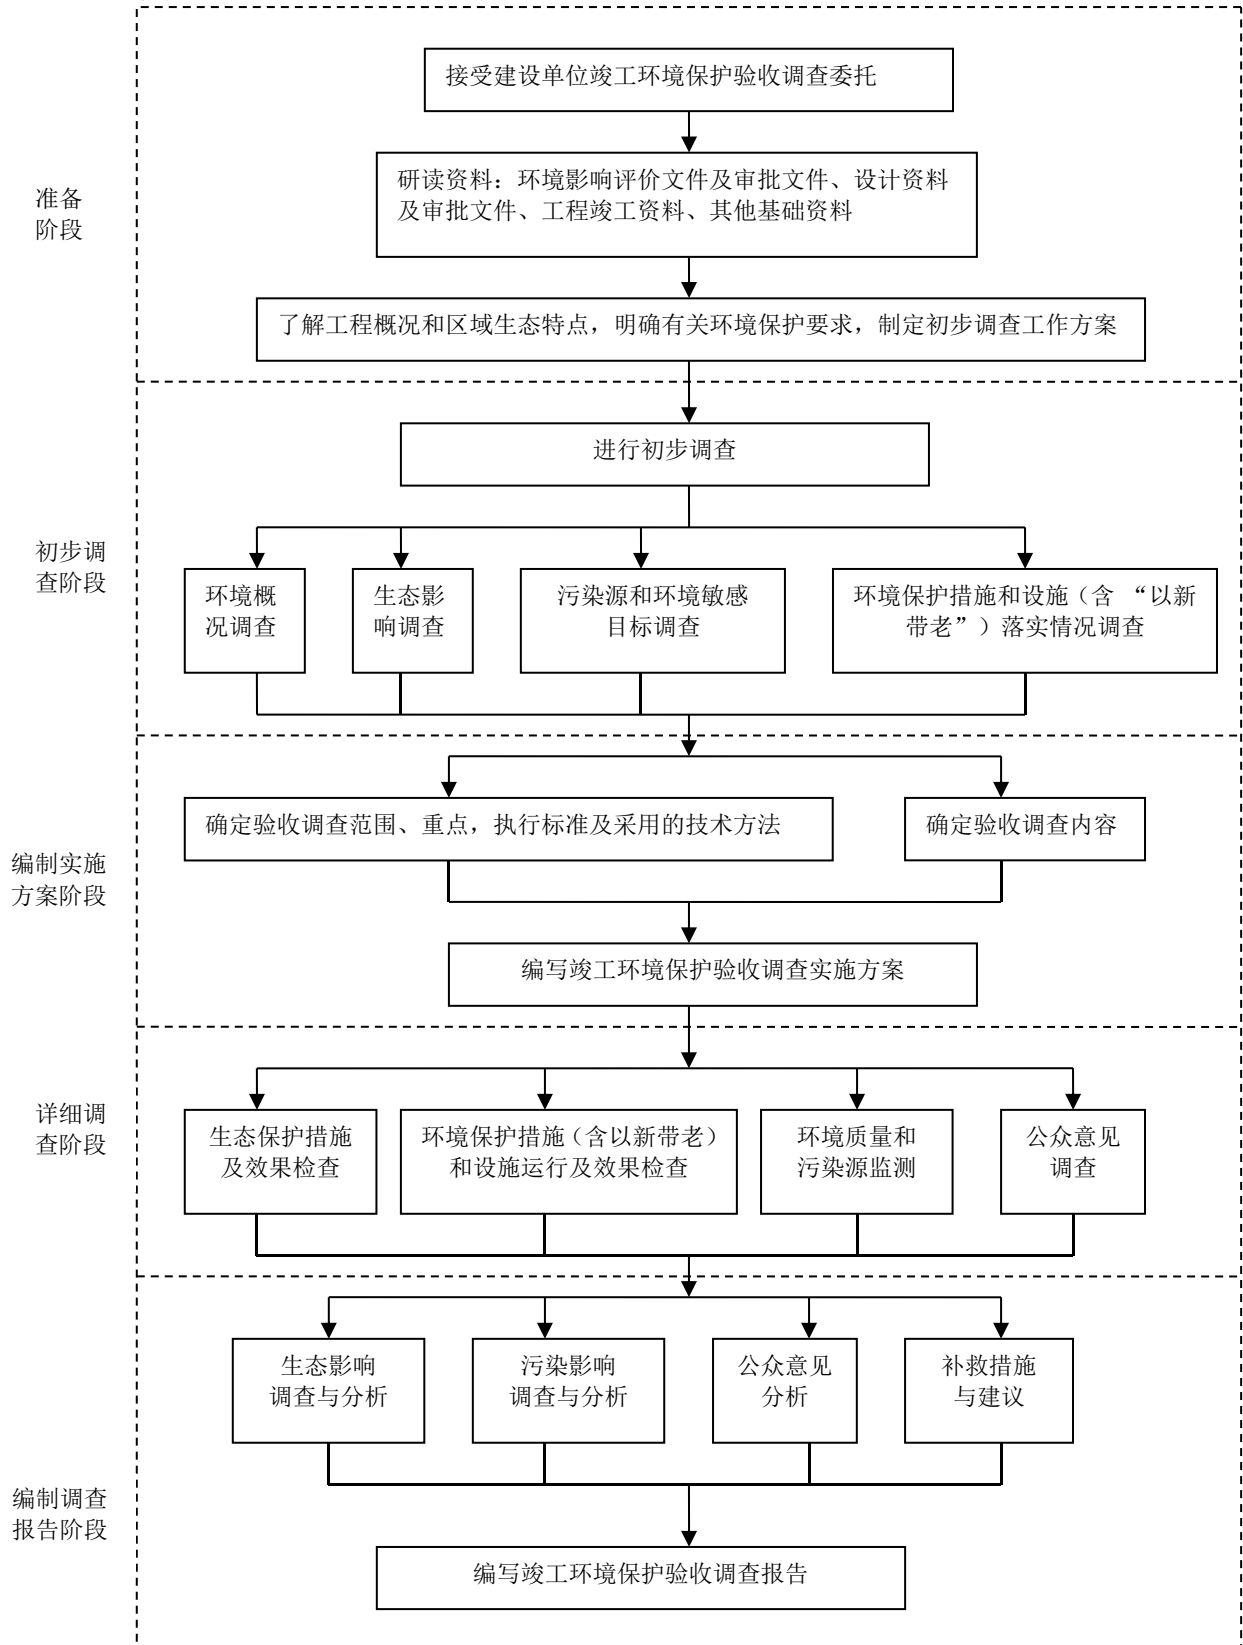 接受建设单位竣工环境保护验收调查委托
准备
阶段
研读资料：环境影响评价文件及审批文件、设计资料
及审批文件、工程竣工资料、其他基础资料
了解工程概况和区域生态特点，明确有关环境保护要求，制定初步调查工作方案
进行初步调查
初步调
查阶段
环境概
况调查
生态影
响调查
污染源和环境敏感
目标调查
环境保护措施和设施（含 “以新
带老”）落实情况调查
编制实施
方案阶段
确定验收调查范围、重点，执行标准及采用的技术方法
确定验收调查内容
编写竣工环境保护验收调查实施方案
详细调
查阶段
生态保护措施
及效果检查
环境保护措施（含以新带老）
和设施运行及效果检查
环境质量和
污染源监测
公众意见
调查
生态影响
调查与分析
污染影响
调查与分析
公众意见
分析
补救措施
与建议
编制调查
报告阶段
编写竣工环境保护验收调查报告